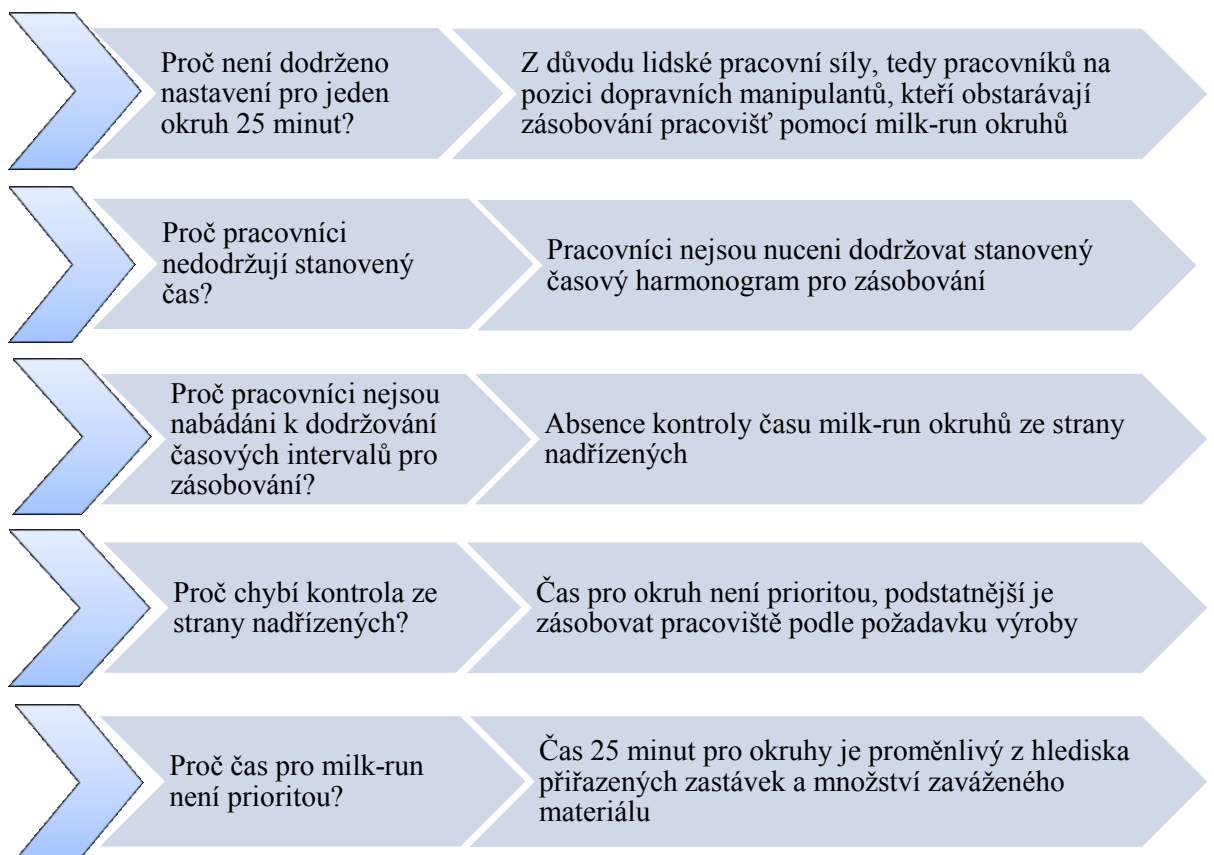 Proč není dodrženo
nastavení pro jeden
okruh 25 minut?
Z důvodu lidské pracovní síly, tedy pracovníků na
pozici dopravních manipulantů, kteří obstarávají
zásobování pracovišť pomocí milk-run okruhů
Proč pracovníci
nedodržují stanovený
čas?
Pracovníci nejsou nuceni dodržovat stanovený
časový harmonogram pro zásobování
Proč pracovníci nejsou
nabádáni k dodržování
časových intervalů pro
zásobování?
Absence kontroly času milk-run okruhů ze strany
nadřízených
Proč chybí kontrola ze
strany nadřízených?
Čas pro okruh není prioritou, podstatnější je
zásobovat pracoviště podle požadavku výroby
Proč čas pro milk-run
není prioritou?
Čas 25 minut pro okruhy je proměnlivý z hlediska
přiřazených zastávek a množství zaváženého
materiálu